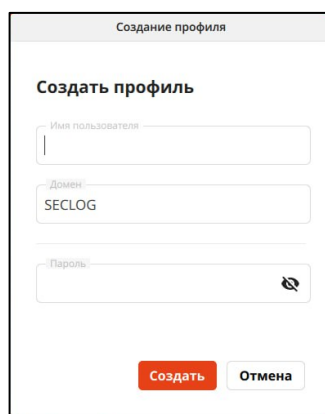 Создание профиля
Создать профиль
Имя пользователя
Домен
SECLOG
Пароль
Создать Отмена